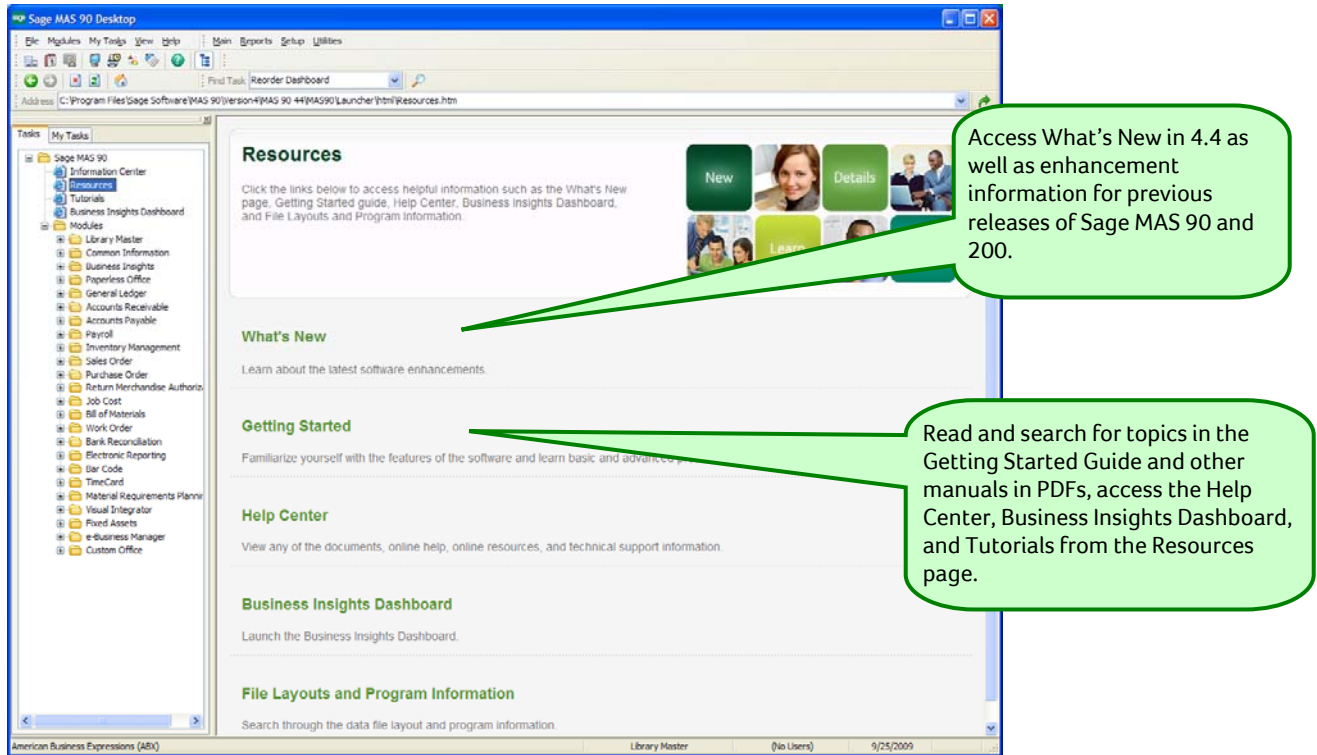 Sage MAS 90 Desktop
File Modules My Tasks View Help Main Reports Setup Utilities
Find Task Reorder Dashboard
Address C:\Program Files\Sage Software\MAS 90\Version4\MAS 90 44\MAS90\Launcher\html\Resources.htm
Tasks My Tasks
Sage MAS 90
Information Center
Resources
Tutorials
Business Insights Dashboard
Modules
Library Master
Common Information
Business Insights
Paperless Office
General Ledger
Accounts Receivable
Accounts Payable
Payroll
Inventory Management
Sales Order
Purchase Order
Return Merchandise Authoriz
Job Cost
Bill of Materials
Work Order
Bank Reconciliation
Electronic Reporting
Bar Code
TimeCard
Material Requirements Plannin
Visual Integrator
Fixed Assets
e-Business Manager
Custom Office
Resources
Click the links below to access helpful information such as the What's New
page, Getting Started guide, Help Center, Business Insights Dashboard,
and File Layouts and Program Information.
New
Details
Learn
What's New
Learn about the latest software enhancements.
Getting Started
Familiarize yourself with the features of the software and learn basic and advanced
Help Center
View any of the documents, online help, online resources, and technical support information.
Business Insights Dashboard
Launch the Business Insights Dashboard.
File Layouts and Program Information
Search through the data file layout and program information.
Access What's New in 4.4 as
well as enhancement
information for previous
releases of Sage MAS 90 and
200.
Read and search for topics in the
Getting Started Guide and other
manuals in PDFs, access the Help
Center, Business Insights Dashboard,
and Tutorials from the Resources
page.
American Business Expressions (ABX) Library Master (No Users) 9/25/2009